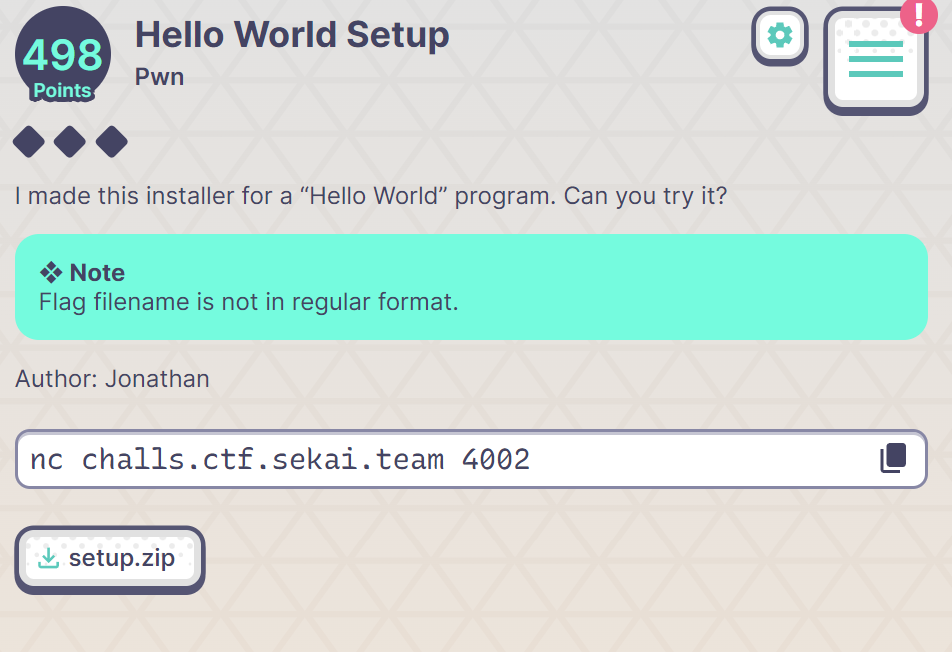 498
Points
Hello World Setup
Pwn
!
I made this installer for a “Hello World” program. Can you try it?
❖ Note
Flag filename is not in regular format.
Author: Jonathan
nc challs.ctf.sekai.team 4002
setup.zip